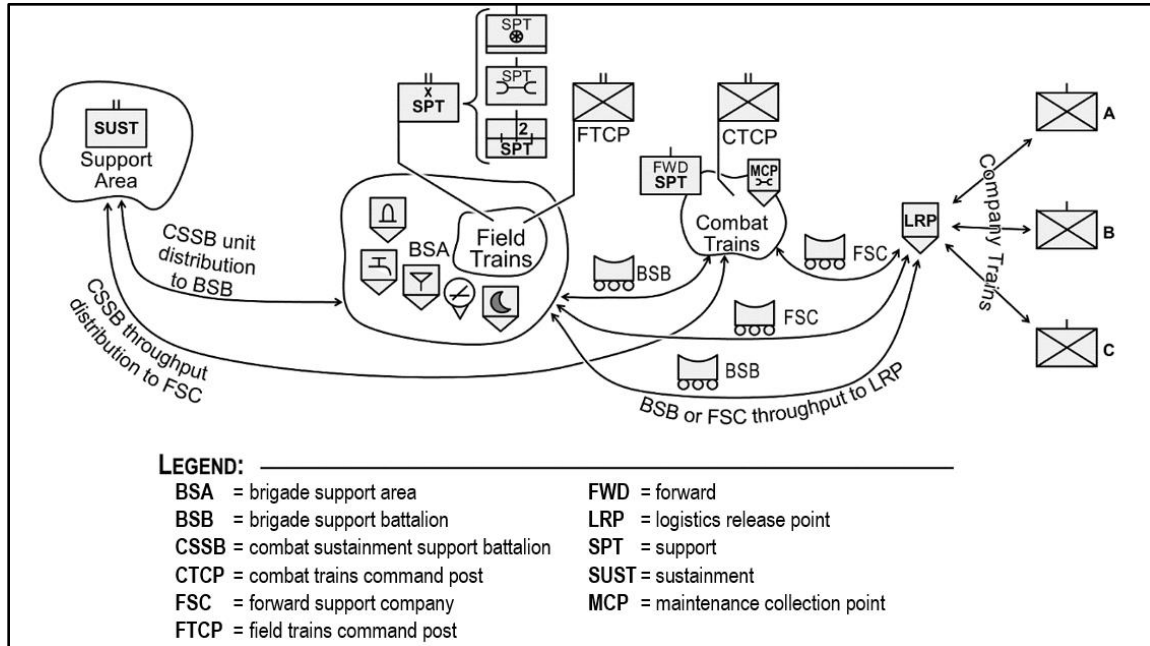 SPT
SPT
2
SPT
X
SPT
FTCP
CTCP
SUST
Support
Area
FWD
SPT
MCP
Combat
Trains
LRP
Company Trains
A
B
C
BSA
Field
Trains
CSSB unit
distribution
to BSB
CSSB throughput
distribution to FSC
BSB
FSC
FSC
BSB
BSB or FSC throughput to LRP
LEGEND:
BSA = brigade support area
BSB = brigade support battalion
CSSB = combat sustainment support battalion
CTCP = combat trains command post
FSC = forward support company
FTCP = field trains command post
FWD = forward
LRP = logistics release point
SPT = support
SUST = sustainment
MCP = maintenance collection point